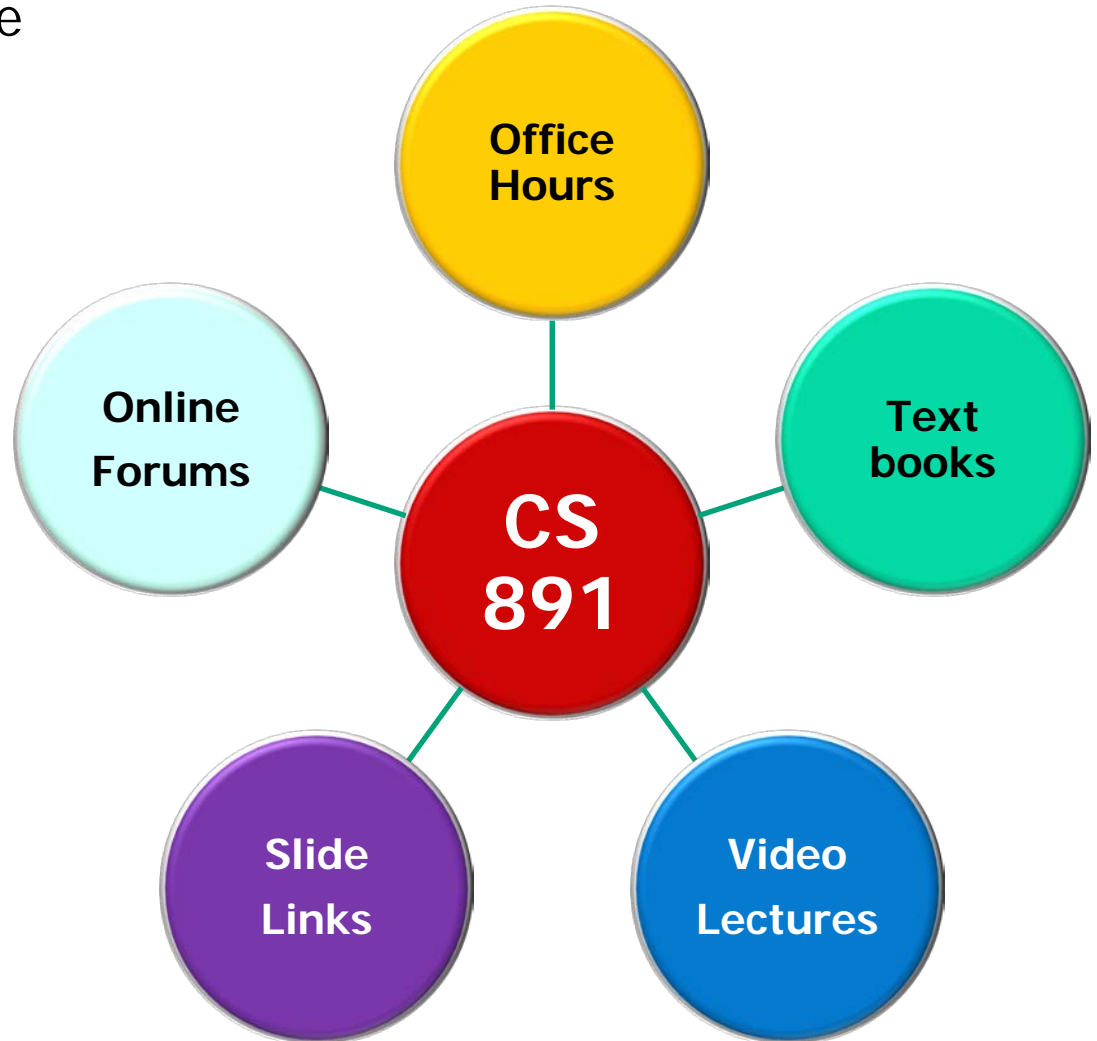 e
Office
Hours
Online
Forums
Text
books
CS
891
Slide
Links
Video
Lectures